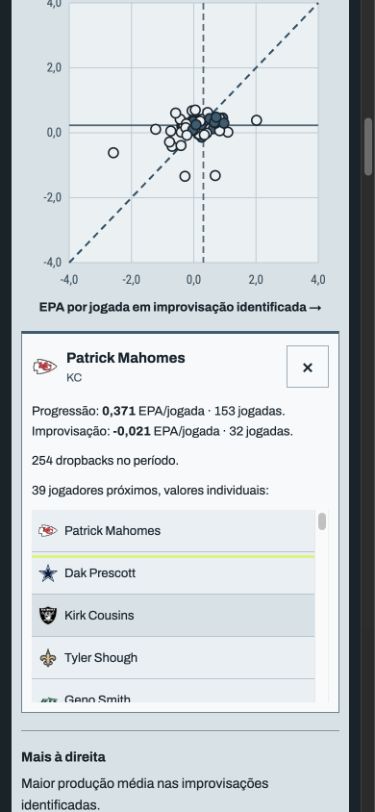 4,0
2,0
0,0
-2,0
-4,0
-4,0 -2,0 0,0 2,0 4,0
EPA por jogada em improvisação identificada →
Patrick Mahomes
KC
×
Progressão: 0,371 EPA/jogada · 153 jogadas.
Improvisação: -0,021 EPA/jogada · 32 jogadas.
254 dropbacks no período.
39 jogadores próximos, valores individuais:
Patrick Mahomes
Dak Prescott
Kirk Cousins
Tyler Shough
Geno Smith
Mais à direita
Maior produção média nas improvisações
identificadas.